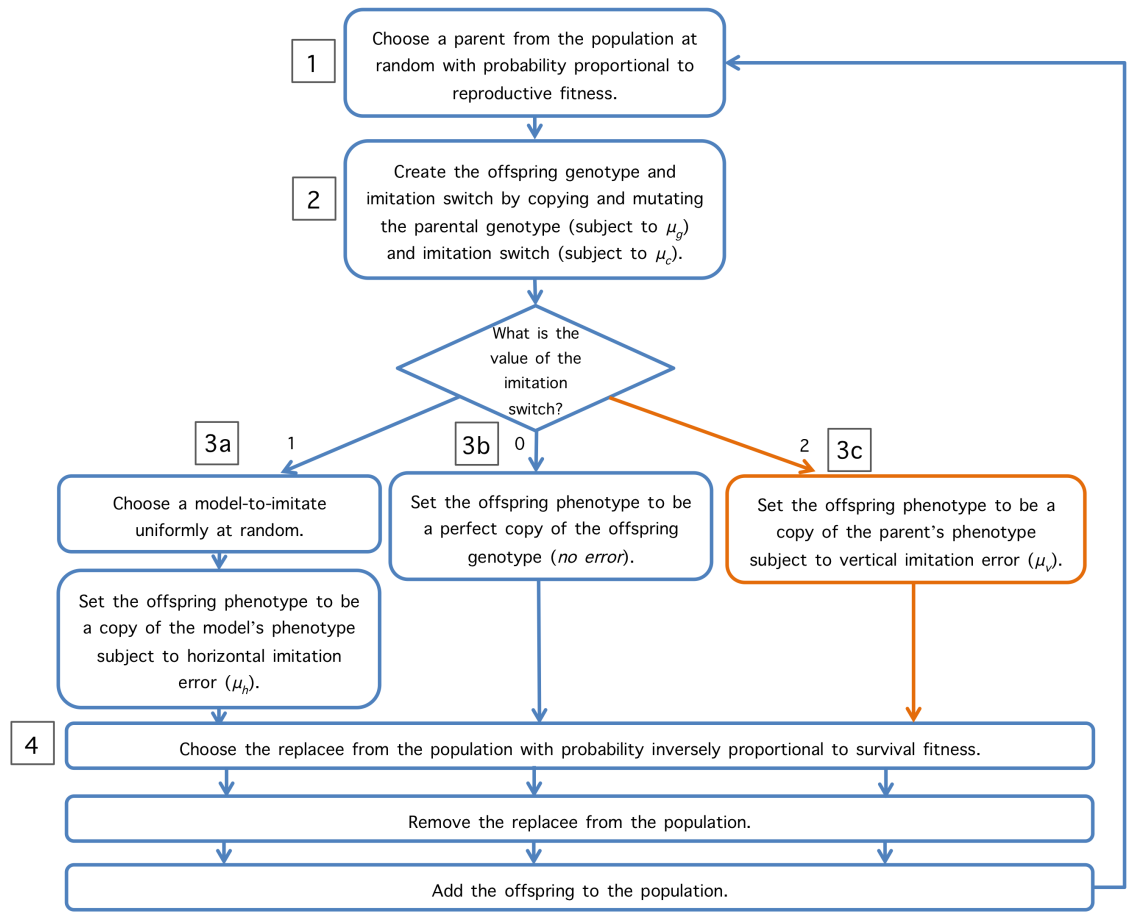 1
Choose a parent from the population at
random with probability proportional to
reproductive fitness.
2
Create the offspring genotype and
imitation switch by copying and mutating
the parental genotype (subject to μg)
and imitation switch (subject to μc).
What is the
value of the
imitation
switch?
3a
1
3b
0
2
3c
Choose a model-to-imitate
uniformly at random.
Set the offspring phenotype to be
a perfect copy of the offspring
genotype (no error).
Set the offspring phenotype to be a
copy of the parent’s phenotype
subject to vertical imitation error (μv).
Set the offspring phenotype to be
a copy of the model’s phenotype
subject to horizontal imitation
error (μh).
4
Choose the replacee from the population with probability inversely proportional to survival fitness.
Remove the replacee from the population.
Add the offspring to the population.